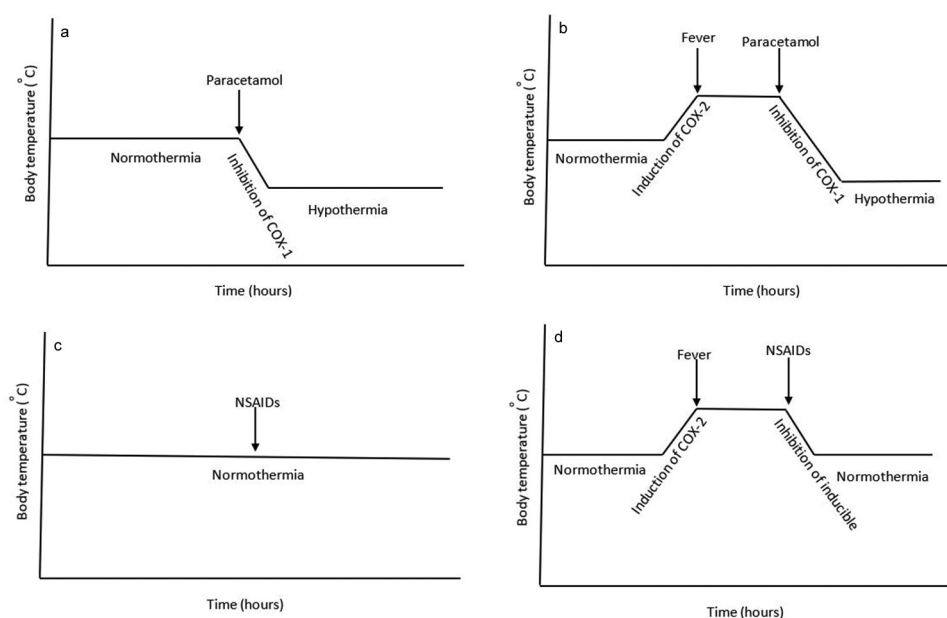 a
Body temperature (°C)
Paracetamol
Normothermia
Inhibition of COX-1
Hypothermia
Time (hours)
b
Body temperature (°C)
Fever
Paracetamol
Normothermia
Induction of COX-2
Inhibition of COX-1
Hypothermia
Time (hours)
c
Body temperature (°C)
NSAIDs
Normothermia
Time (hours)
d
Body temperature (°C)
Fever
NSAIDs
Normothermia
Induction of COX-2
Inhibition of inducible
Normothermia
Time (hours)